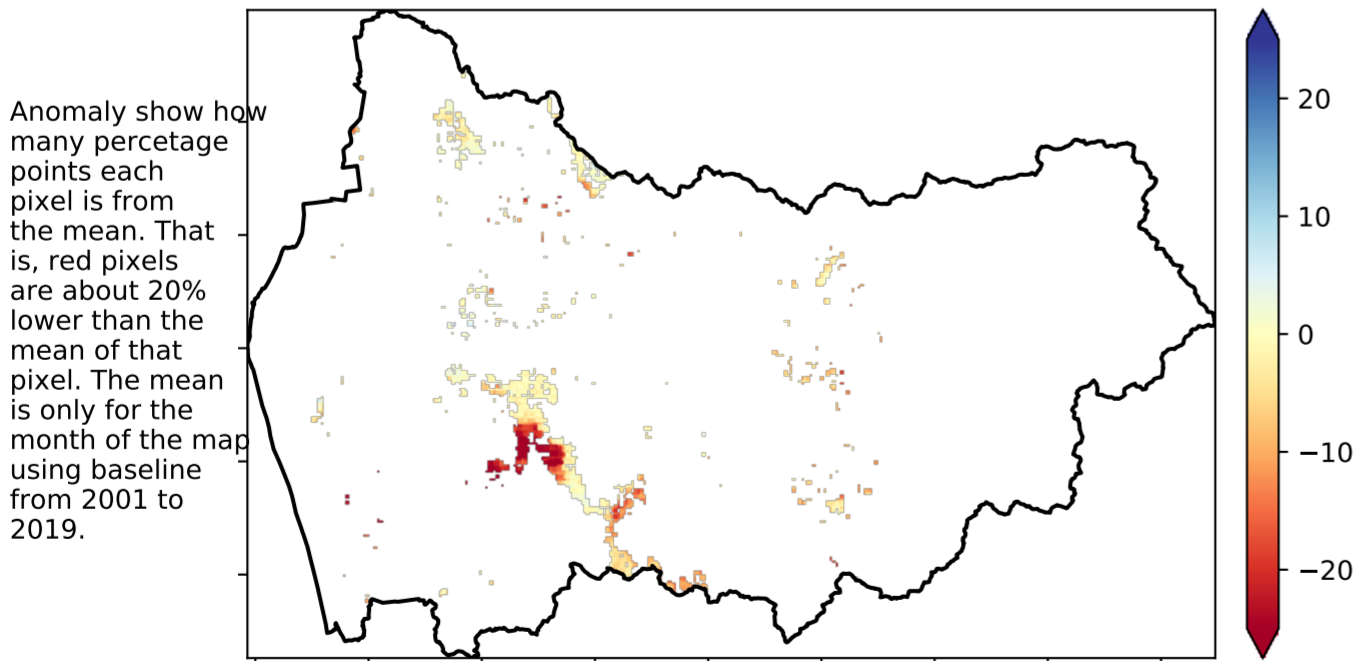 Anomaly show how
many percetage
points each
pixel is from
the mean. That
is, red pixels
are about 20%
lower than the
mean of that
pixel. The mean
is only for the
month of the map
using baseline
from 2001 to
2019.
20
10
0
−10
−20